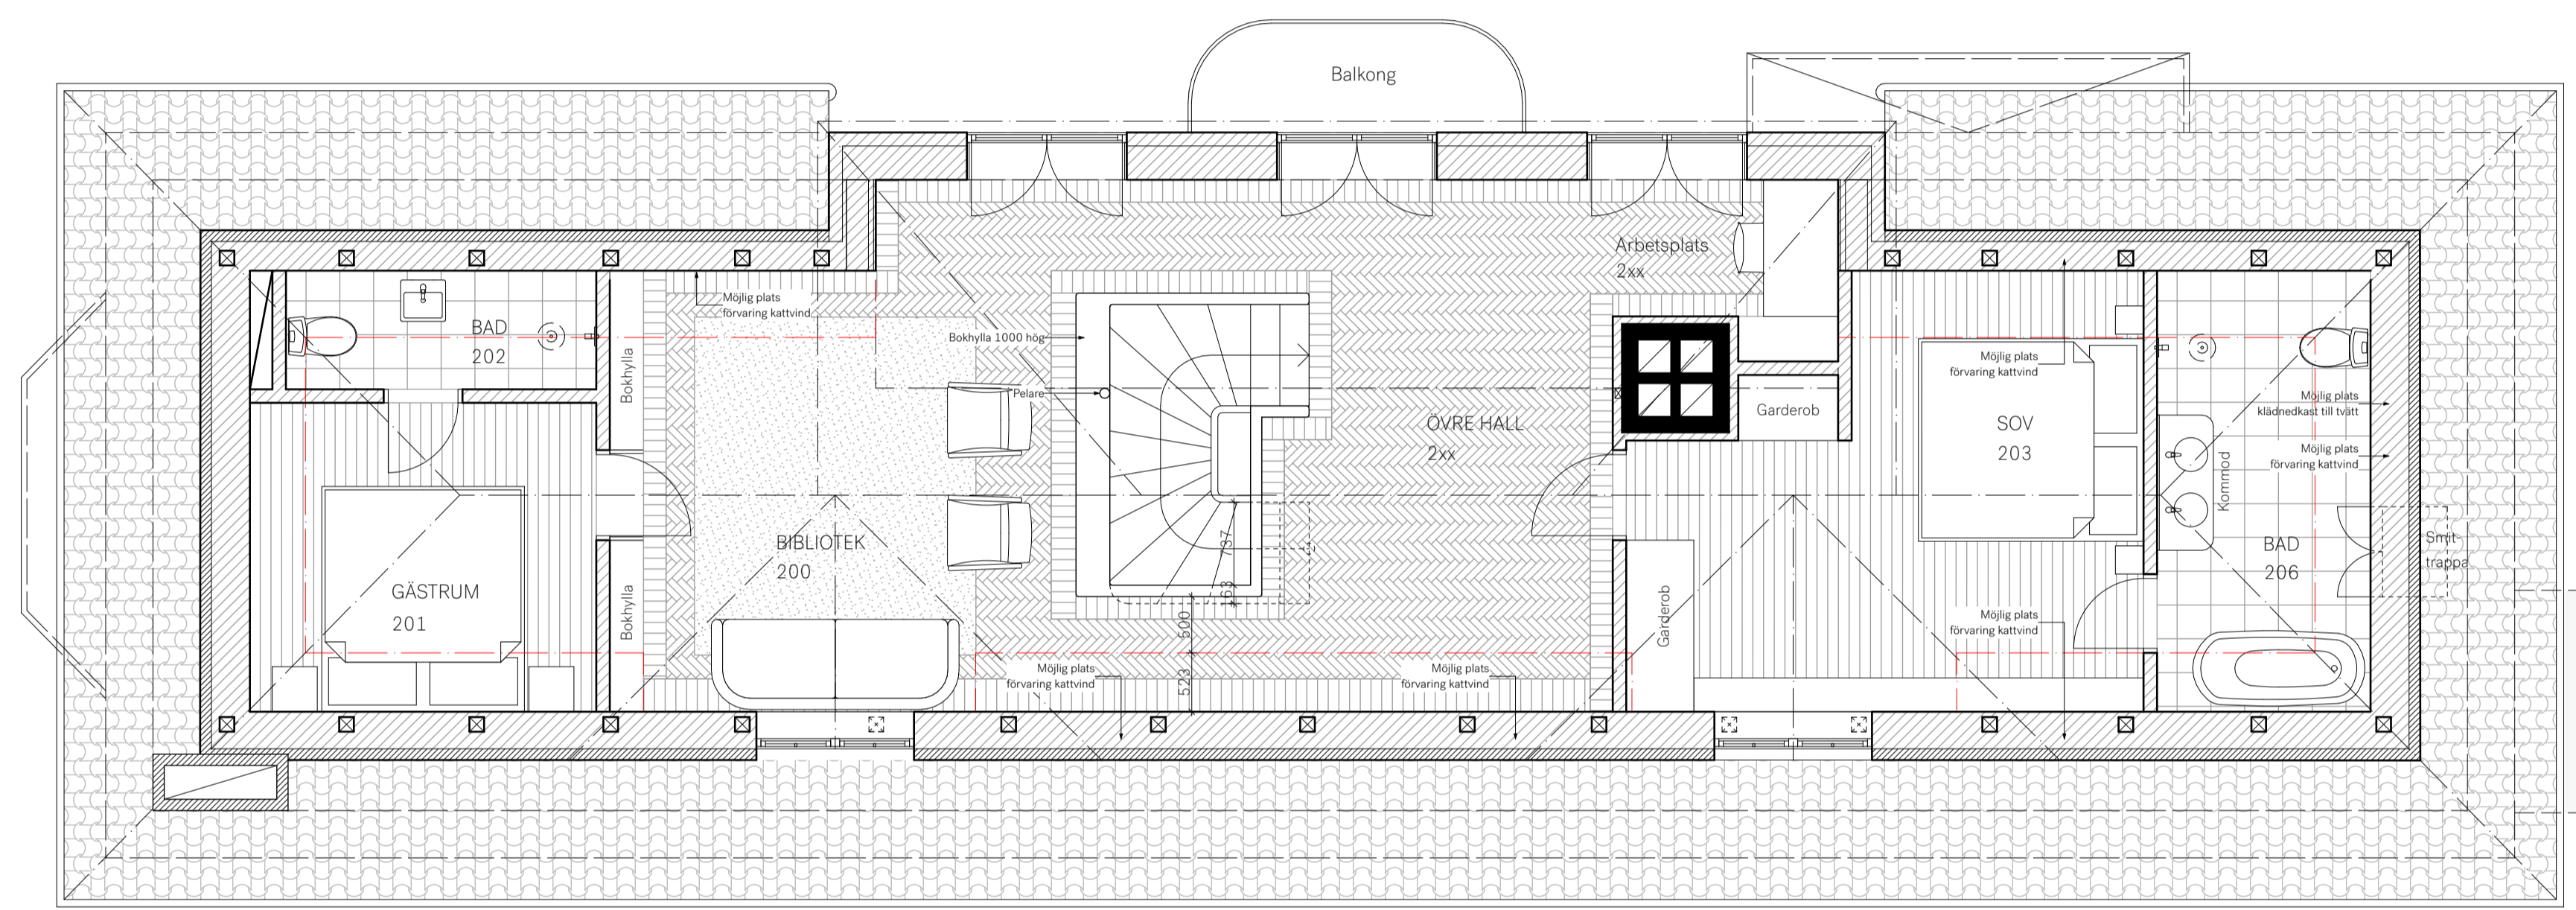 Balkong
Arbetsplats
2xx
BAD
202
Möjlig plats
förvaring kattvind
Bokhylla 1000 hög
Bokhylla
Pelare
Garderob
ÖVRE HALL
2xx
Möjlig plats
förvaring kattvind
SOV
203
Möjlig plats
klädnedkast till tvätt
Möjlig plats
förvaring kattvind
Kommod
BIBLIOTEK
200
GÄSTRUM
201
Bokhylla
737
163
500
523
Garderob
BAD
206
Smit-
trappa
Möjlig plats
förvaring kattvind
Möjlig plats
förvaring kattvind
Möjlig plats
förvaring kattvind